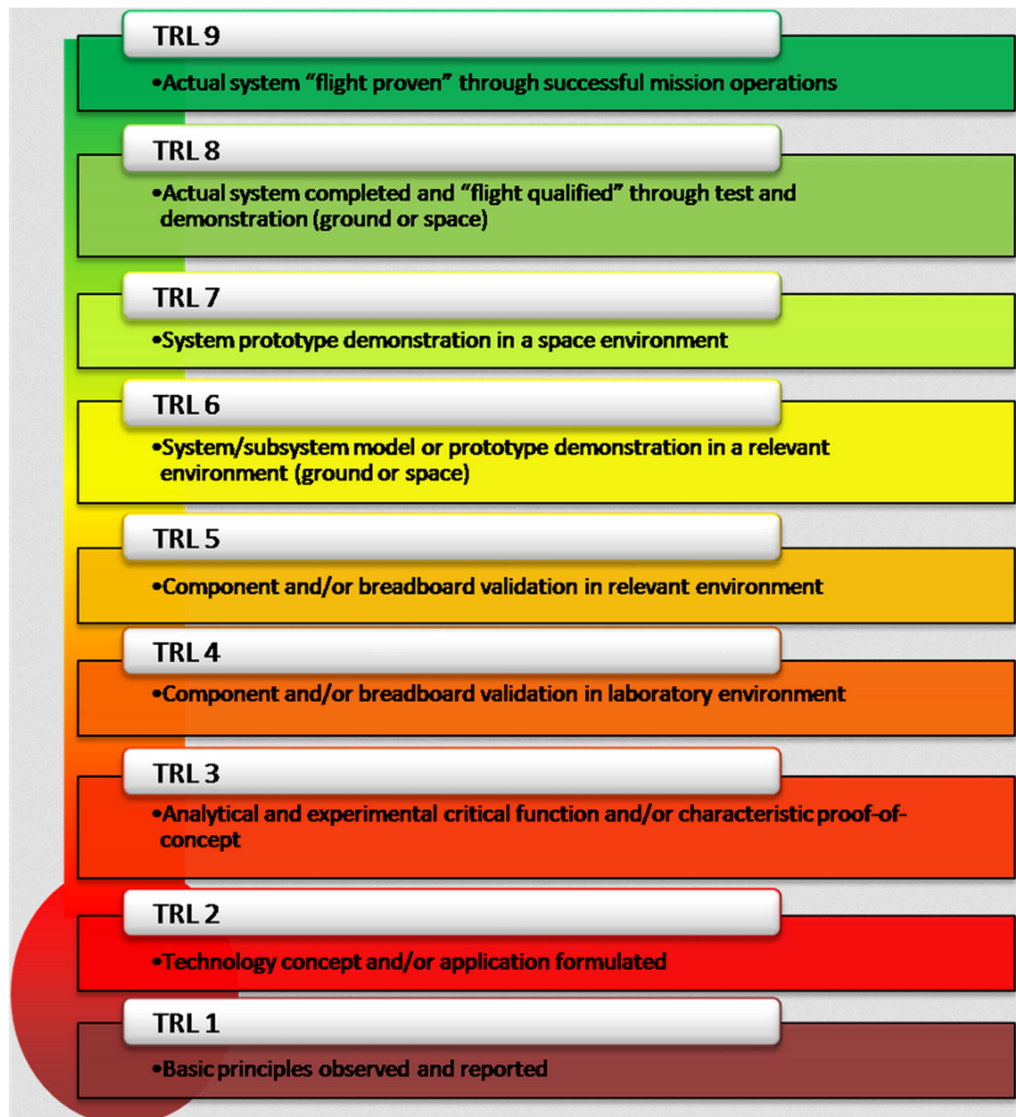 TRL 9
•Actual system “flight proven” through successful mission operations
TRL 8
•Actual system completed and “flight qualified” through test and
demonstration (ground or space)
TRL 7
•System prototype demonstration in a space environment
TRL 6
•System/subsystem model or prototype demonstration in a relevant
environment (ground or space)
TRL 5
•Component and/or breadboard validation in relevant environment
TRL 4
•Component and/or breadboard validation in laboratory environment
TRL 3
•Analytical and experimental critical function and/or characteristic proof-of-
concept
TRL 2
•Technology concept and/or application formulated
TRL 1
•Basic principles observed and reported